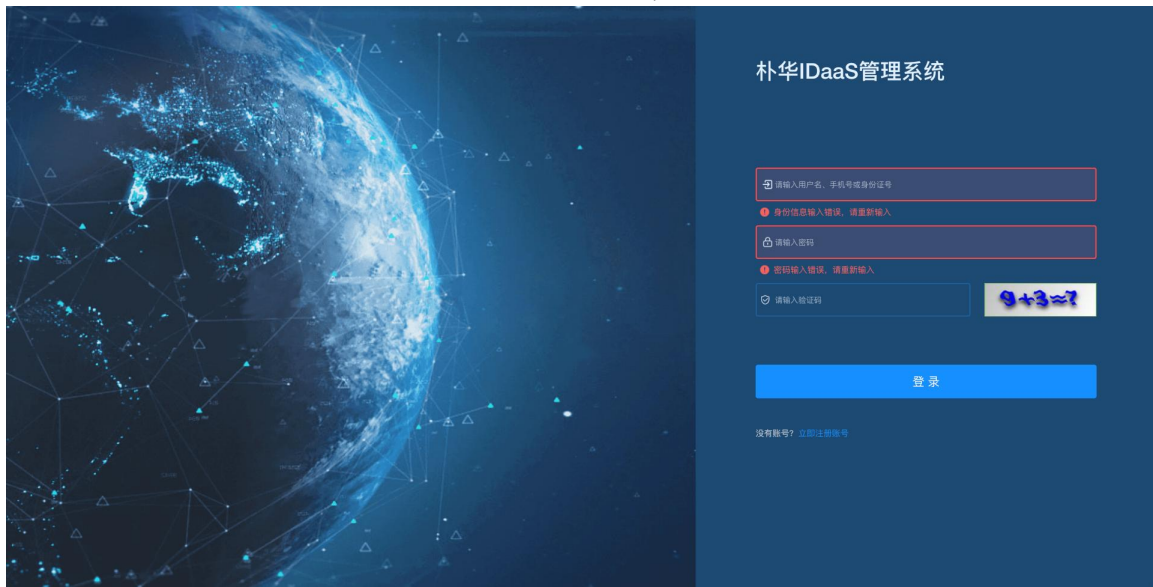 朴华IDaaS管理系统
请输入用户名、手机号或身份证号
身份信息输入错误，请重新输入
请输入密码
密码输入错误，请重新输入
请输入验证码
9+3=?
登 录
没有账号? 立即注册账号